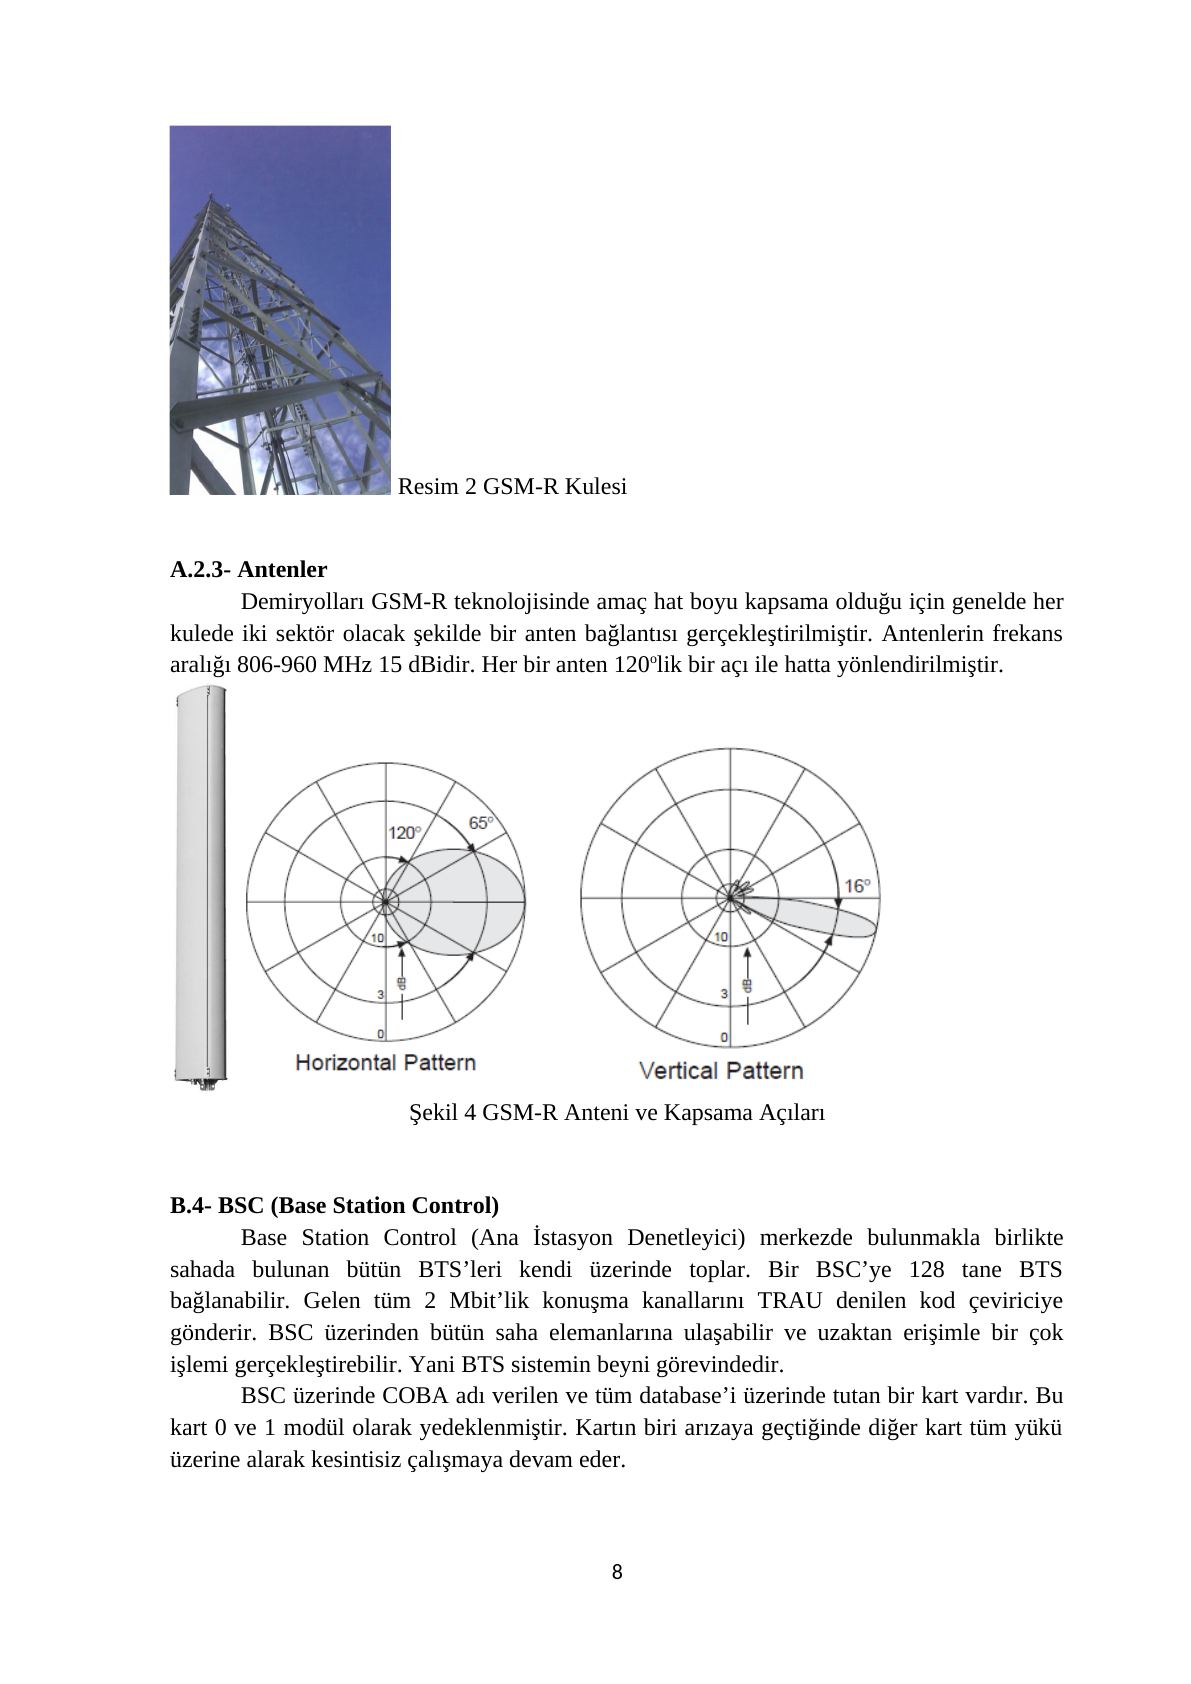 Resim 2 GSM-R Kulesi
A.2.3- Antenler
Demiryolları GSM-R teknolojisinde amaç hat boyu kapsama olduğu için genelde her
kulede iki sektör olacak şekilde bir anten bağlantısı gerçekleştirilmiştir. Antenlerin frekans
aralığı 806-960 MHz 15 dBidir. Her bir anten 120ºlik bir açı ile hatta yönlendirilmiştir.
120º
65º
10
dB
3
0
Horizontal Pattern
16º
10
dB
3
0
Vertical Pattern
Şekil 4 GSM-R Anteni ve Kapsama Açıları
B.4- BSC (Base Station Control)
Base Station Control (Ana İstasyon Denetleyici) merkezde bulunmakla birlikte
sahada bulunan bütün BTS’leri kendi üzerinde toplar. Bir BSC’ye 128 tane BTS
bağlanabilir. Gelen tüm 2 Mbit’lik konuşma kanallarını TRAU denilen kod çeviriciye
gönderir. BSC üzerinden bütün saha elemanlarına ulaşabilir ve uzaktan erişimle bir çok
işlemi gerçekleştirebilir. Yani BTS sistemin beyni görevindedir.
BSC üzerinde COBA adı verilen ve tüm database’i üzerinde tutan bir kart vardır. Bu
kart 0 ve 1 modül olarak yedeklenmiştir. Kartın biri arızaya geçtiğinde diğer kart tüm yükü
üzerine alarak kesintisiz çalışmaya devam eder.
8